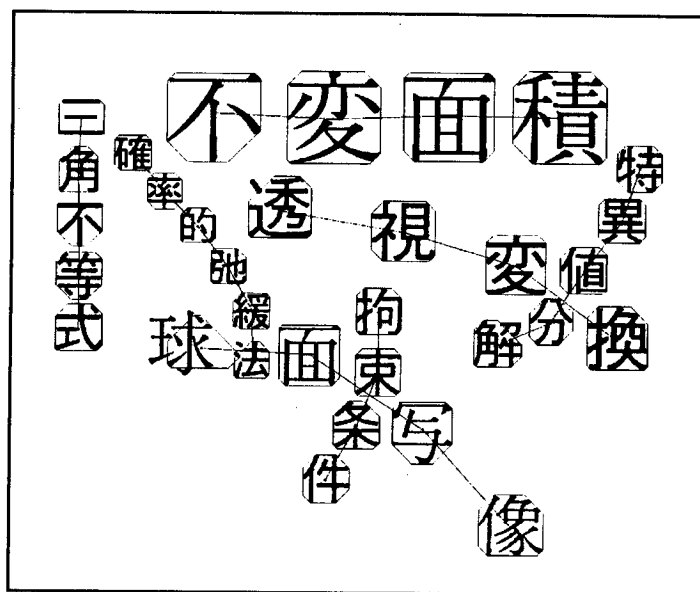 不変面積
三角不等式
確率的弛緩法
透視変換
特異値分解
球面写像
拘束条件